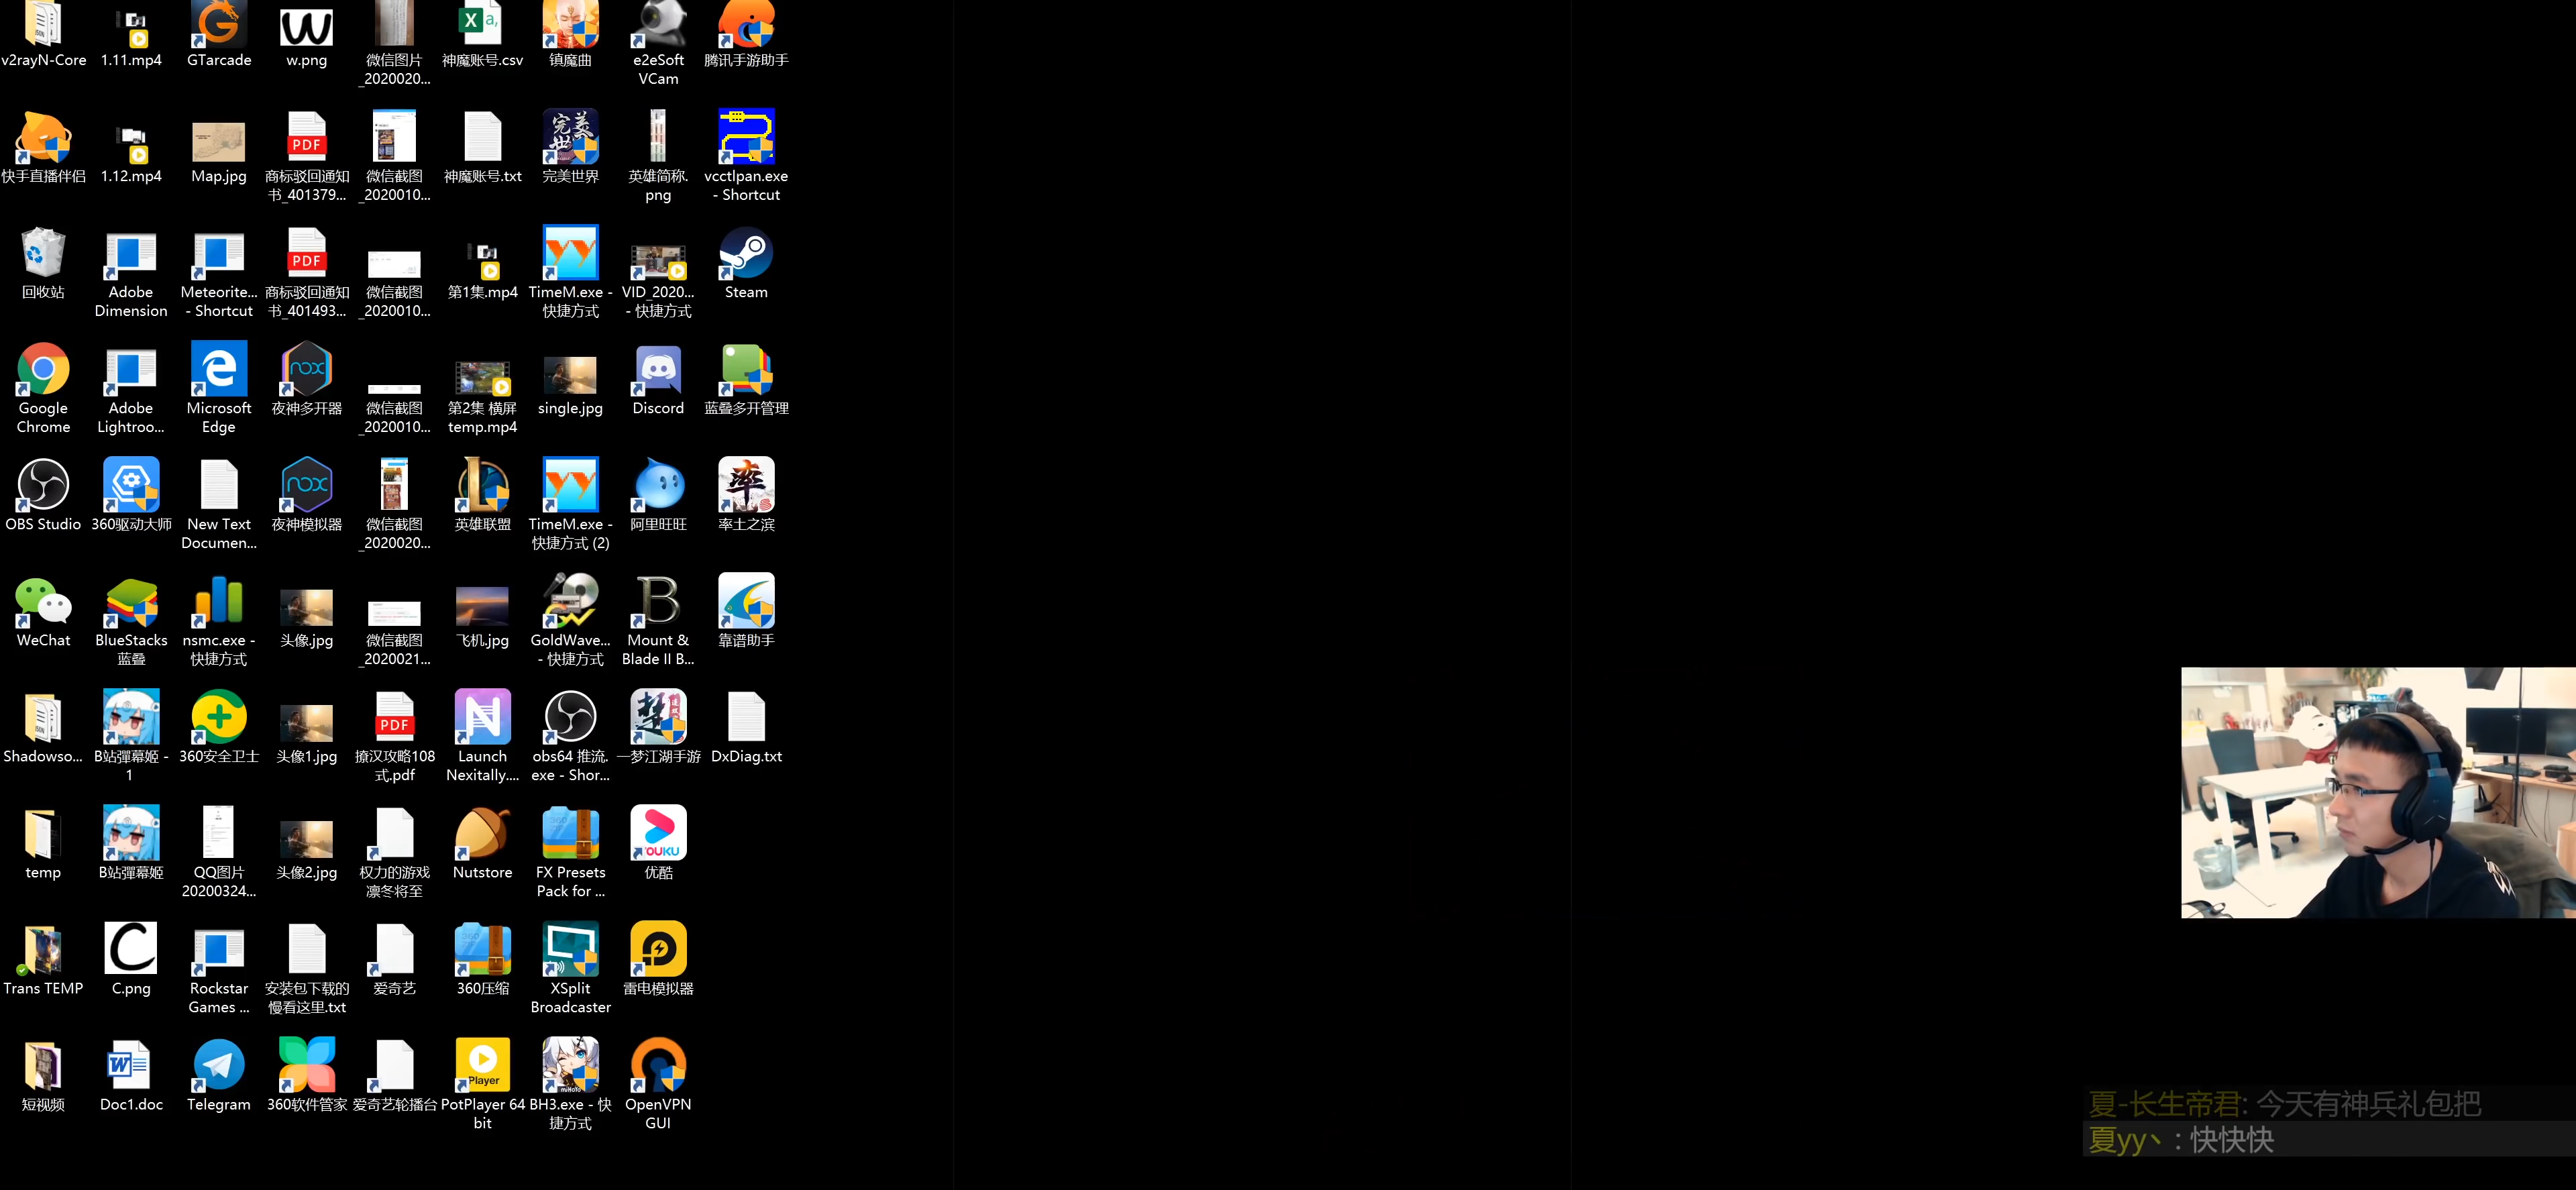 v2rayN-Core
1.11.mp4
GTarcade
w.png
微信图片
_2020020...
神魔账号.csv
镇魔曲
e2eSoft
VCam
腾讯手游助手
快手直播伴侣
1.12.mp4
Map.jpg
PDF
商标驳回通知
书_401379...
微信截图
_2020010...
神魔账号.txt
完美世界
英雄简称.
png
vcctlpan.exe
- Shortcut
回收站
Adobe
Dimension
Meteorite...
- Shortcut
PDF
商标驳回通知
书_401493...
微信截图
_2020010...
第1集.mp4
TimeM.exe -
快捷方式
VID_2020...
- 快捷方式
Steam
Google
Chrome
Adobe
Lightroo...
Microsoft
Edge
nox
夜神多开器
微信截图
_2020010...
第2集 横屏
temp.mp4
single.jpg
Discord
蓝叠多开管理
OBS Studio
360驱动大师
New Text
Documen...
nox
夜神模拟器
微信截图
_2020020...
英雄联盟
TimeM.exe -
快捷方式 (2)
阿里旺旺
率
率土之滨
WeChat
BlueStacks
蓝叠
nsmc.exe -
快捷方式
头像.jpg
微信截图
_2020021...
飞机.jpg
GoldWave...
- 快捷方式
Mount &
Blade II B...
靠谱助手
Shadowso...
B站彈幕姬 -
1
360安全卫士
头像1.jpg
PDF
撩汉攻略108
式.pdf
Launch
Nexitally....
obs64 推流.
exe - Shor...
一梦江湖手游
DxDiag.txt
temp
B站彈幕姬
QQ图片
20200324...
头像2.jpg
权力的游戏
凛冬将至
Nutstore
FX Presets
Pack for ...
YOUKU
优酷
Trans TEMP
C.png
Rockstar
Games ...
安装包下载的
慢看这里.txt
爱奇艺
360压缩
XSplit
Broadcaster
雷电模拟器
短视频
Doc1.doc
Telegram
360软件管家
爱奇艺轮播台
Player
PotPlayer 64
bit
miHoYo
BH3.exe - 快
捷方式
OpenVPN
GUI
夏-长生帝君: 今天有神兵礼包把
夏yy丶: 快快快